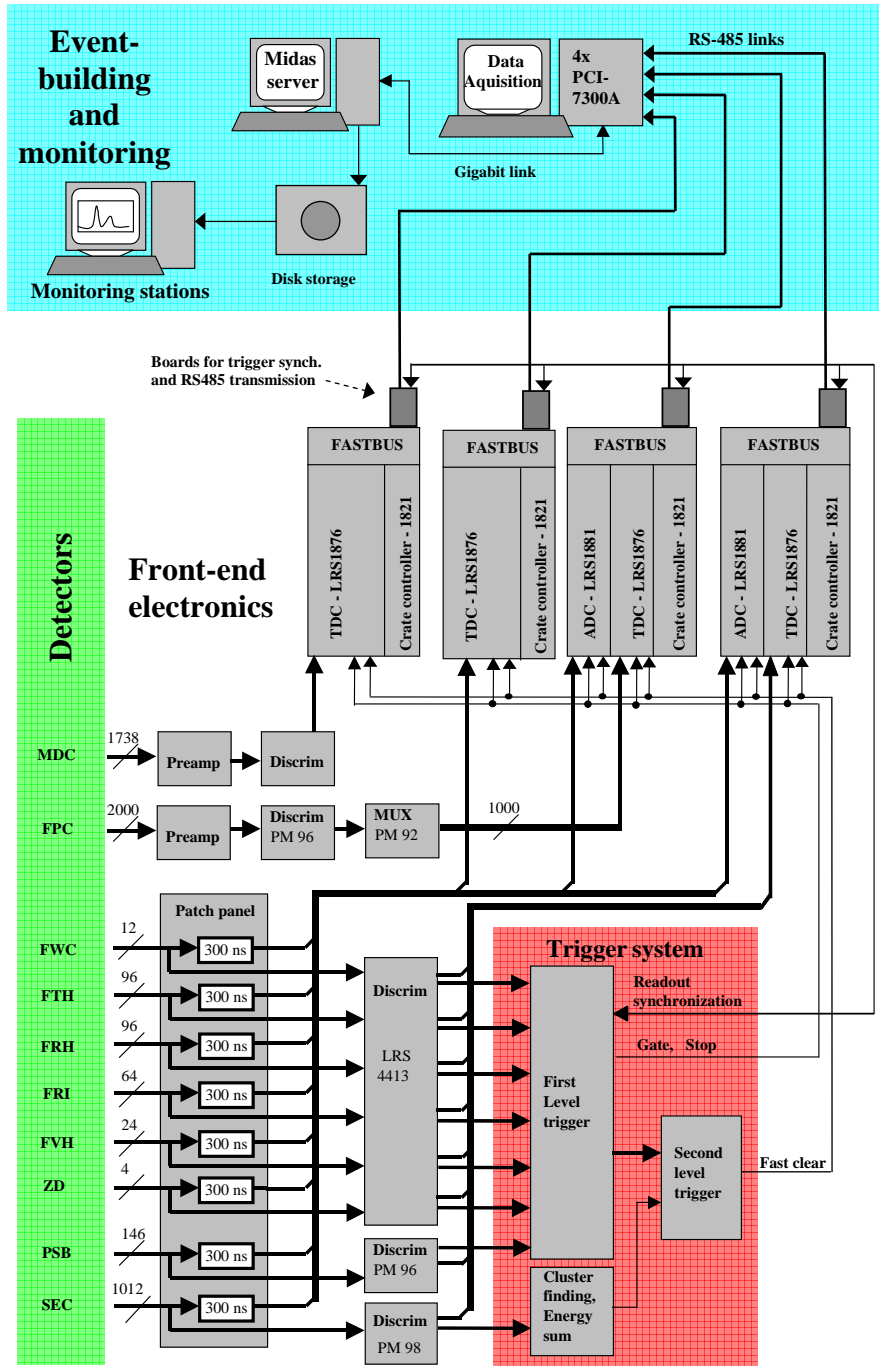 Event-
building
and
monitoring
Midas
server
Data
Aquisition
4x
PCI-
7300A
RS-485 links
Gigabit link
Disk storage
Monitoring stations
Boards for trigger synch.
and RS485 transmission
Detectors
Front-end
electronics
FASTBUS
TDC - LRS1876
Crate controller - 1821
FASTBUS
TDC - LRS1876
Crate controller - 1821
FASTBUS
ADC - LRS1881
TDC - LRS1876
Crate controller - 1821
FASTBUS
ADC - LRS1881
TDC - LRS1876
Crate controller - 1821
MDC
1738
Preamp
Discrim
FPC
2000
Preamp
Discrim
PM 96
MUX
PM 92
1000
Patch panel
FWC
12
300 ns
FTH
96
300 ns
FRH
96
300 ns
FRI
64
300 ns
FVH
24
300 ns
ZD
4
300 ns
PSB
146
300 ns
SEC
1012
300 ns
Discrim
LRS
4413
Discrim
PM 96
Discrim
PM 98
Trigger system
Readout
synchronization
Gate, Stop
First
Level
trigger
Second
level
trigger
Fast clear
Cluster
finding,
Energy
sum